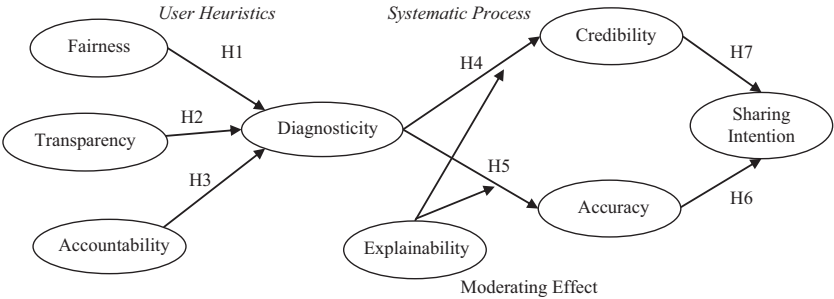 User Heuristics
Systematic Process
Fairness
H1
Credibility
H4
H7
Transparency
H2
Diagnosticity
Sharing
Intention
H3
H5
Accountability
Explainability
Accuracy
H6
Moderating Effect